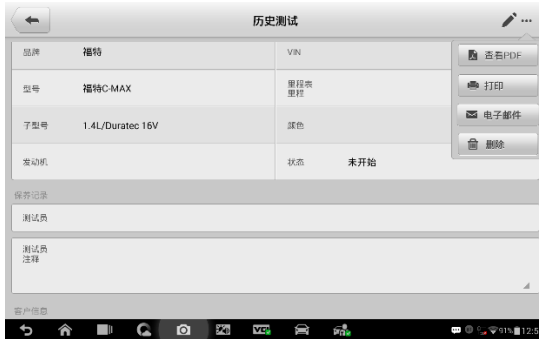 历史测试
品牌 福特 VIN 查看PDF
型号 福特C-MAX 里程表
里程
打印
子型号 1.4L/Duratec 16V 颜色 电子邮件
发动机 状态 未开始 删除
保养记录
测试员
测试员
注释
客户信息
91% 12:5